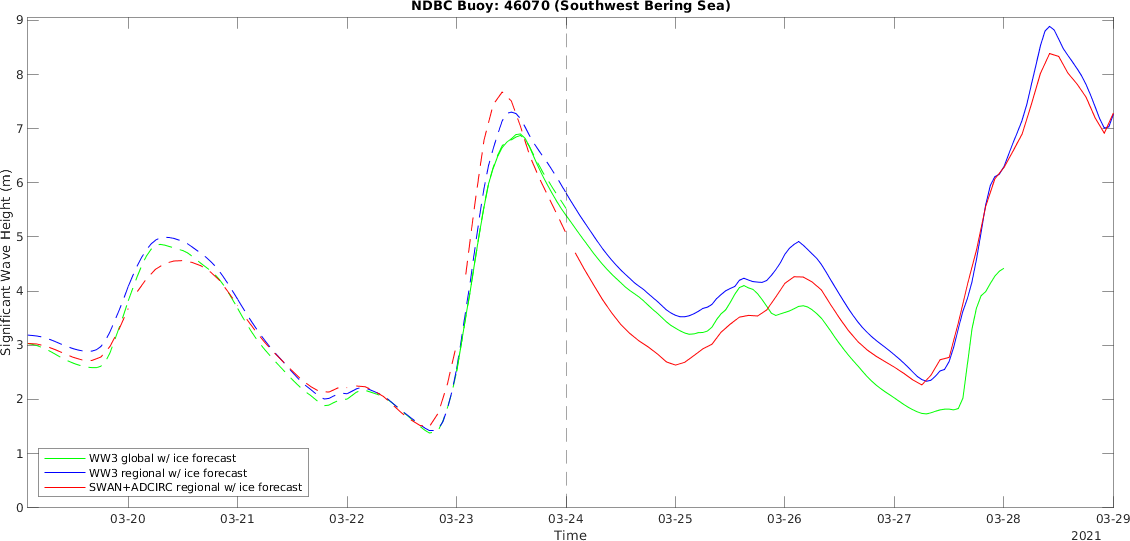 NDBC Buoy: 46070 (Southwest Bering Sea)
9
8
7
6
5
4
3
2
1
0
Significant Wave Height (m)
WW3 global w/ ice forecast
WW3 regional w/ ice forecast
SWAN+ADCIRC regional w/ ice forecast
03-20 03-21 03-22 03-23 03-24 03-25 03-26 03-27 03-28 03-29
Time
2021